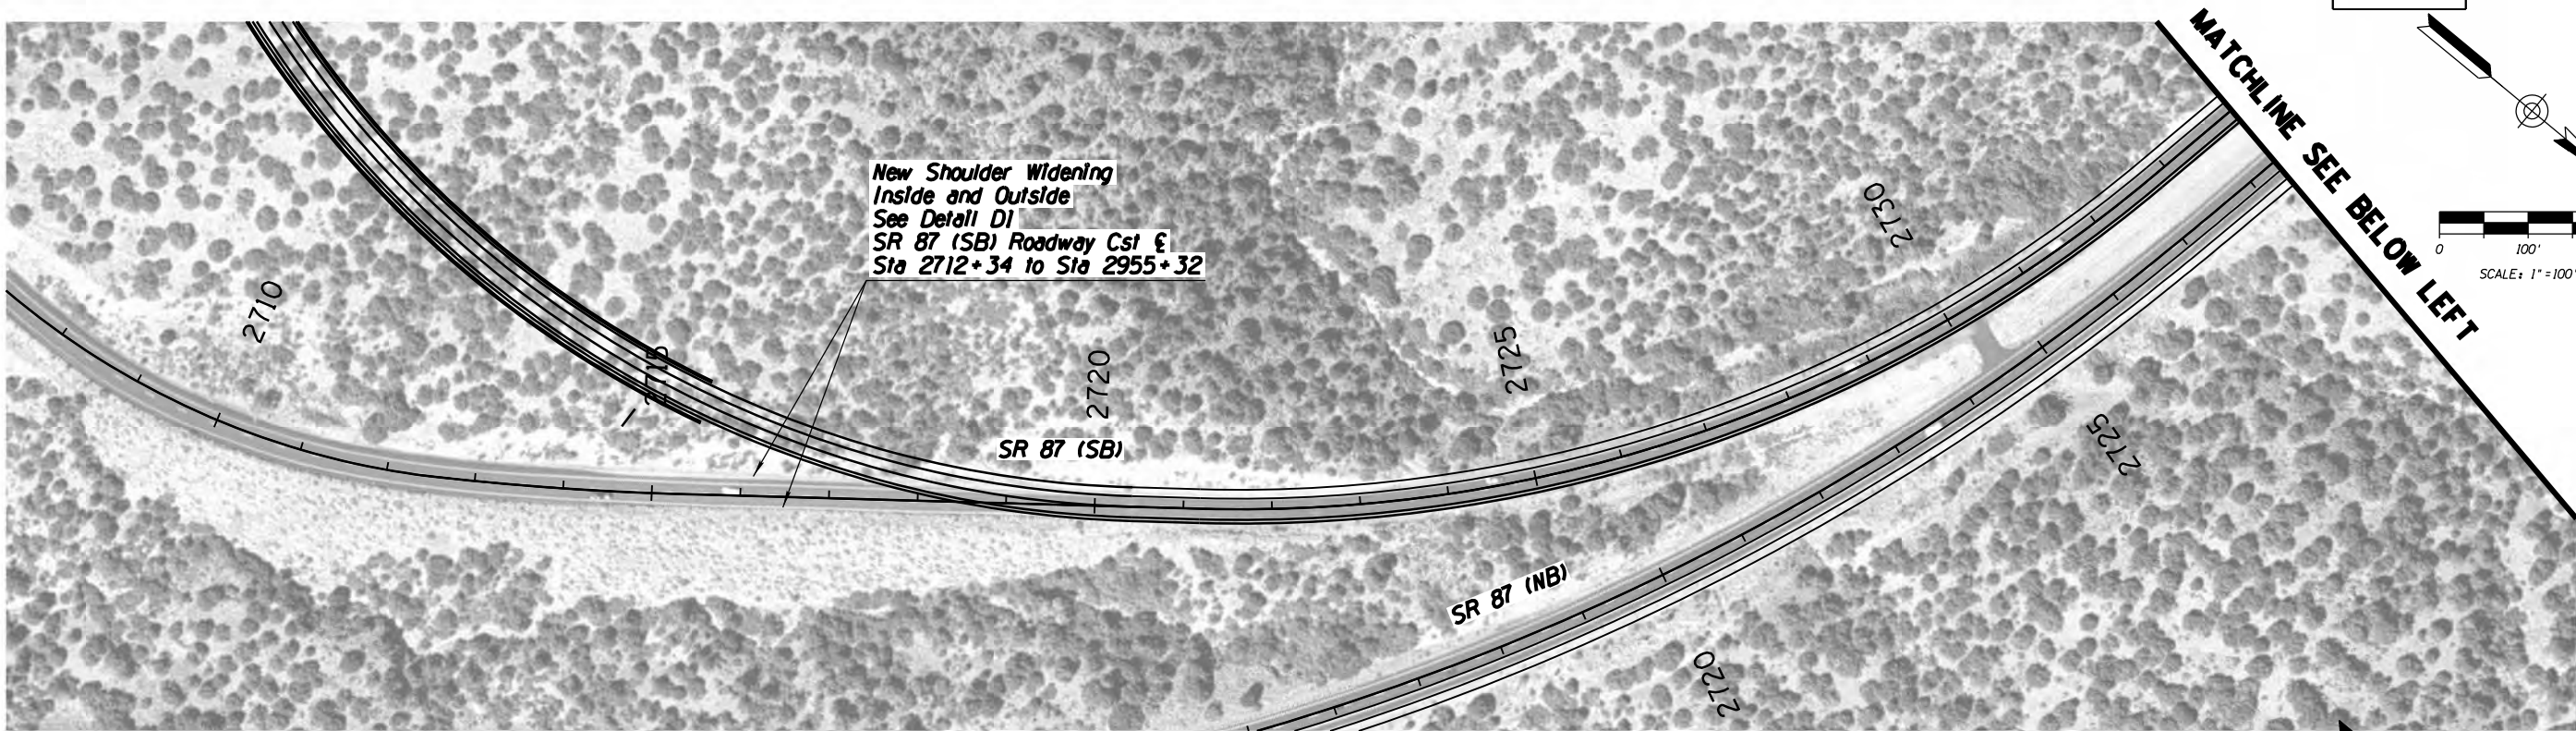 MATCHLINE SEE BELOW LEFT
0 100'
SCALE: 1"=100'
New Shoulder Widening
Inside and Outside
See Detail D1
SR 87 (SB) Roadway Cst ℄
Sta 2712+34 to Sta 2955+32
2710
2715
2720
2725
2730
SR 87 (SB)
SR 87 (NB)
2720
2725